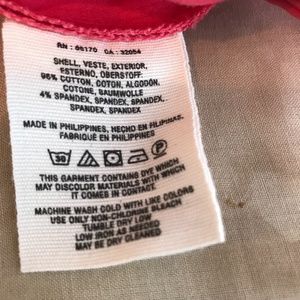 RN : 66170 CA : 32054
SHELL, VESTE, EXTERIOR,
ESTERNO, OBERSTOFF:
96% COTTON, COTON, ALGODÓN,
COTONE, BAUMWOLLE
4% SPANDEX, SPANDEX, SPANDEX,
SPANDEX, SPANDEX
MADE IN PHILIPPINES, HECHO EN FILIPINAS,
FABRIQUÉ EN PHILIPPINES
30 P
THIS GARMENT CONTAINS DYE WHICH
MAY DISCOLOR MATERIALS WITH WHICH
IT COMES IN CONTACT
MACHINE WASH COLD WITH LIKE COLORS
USE ONLY NON-CHLORINE BLEACH
TUMBLE DRY LOW
LOW IRON AS NEEDED
MAY BE DRY CLEANED